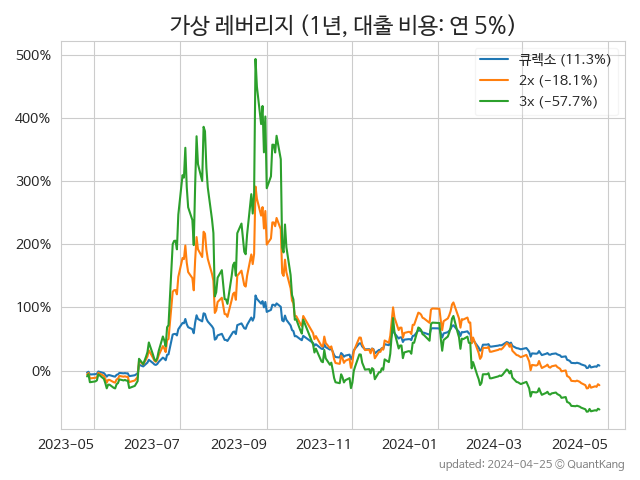 가상 레버리지 (1년, 대출 비용: 연 5%)
500%
400%
300%
200%
100%
0%
큐렉소 (11.3%)
2x (-18.1%)
3x (-57.7%)
2023-05
2023-07
2023-09
2023-11
2024-01
2024-03
2024-05
updated: 2024-04-25 © QuantKang